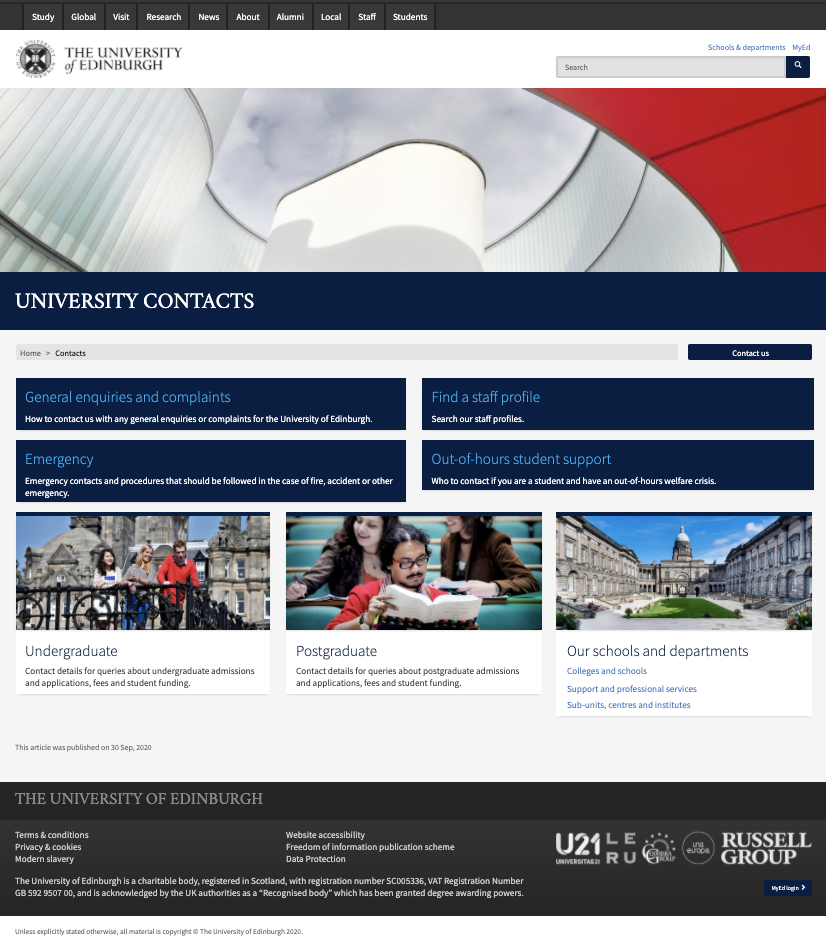 Study Global Visit Research News About Alumni Local Staff Students
THE UNIVERSITY
of EDINBURGH
Schools & departments MyEd
Search
UNIVERSITY CONTACTS
Home > Contacts
Contact us
General enquiries and complaints
How to contact us with any general enquiries or complaints for the University of Edinburgh.
Find a staff profile
Search our staff profiles.
Emergency
Emergency contacts and procedures that should be followed in the case of fire, accident or other
emergency.
Out-of-hours student support
Who to contact if you are a student and have an out-of-hours welfare crisis.
Undergraduate
Contact details for queries about undergraduate admissions
and applications, fees and student funding.
Postgraduate
Contact details for queries about postgraduate admissions
and applications, fees and student funding.
Our schools and departments
Colleges and schools
Support and professional services
Sub-units, centres and institutes
This article was published on 30 Sep, 2020
THE UNIVERSITY OF EDINBURGH
Terms & conditions
Privacy & cookies
Modern slavery
Website accessibility
Freedom of information publication scheme
Data Protection
U21
UNIVERSITAS 21
LE
RU
COIMBRA
GROUP
una
europa
RUSSELL
GROUP
The University of Edinburgh is a charitable body, registered in Scotland, with registration number SC005336, VAT Registration Number
GB 592 9507 00, and is acknowledged by the UK authorities as a “Recognised body” which has been granted degree awarding powers.
MyEd login
Unless explicitly stated otherwise, all material is copyright © The University of Edinburgh 2020.